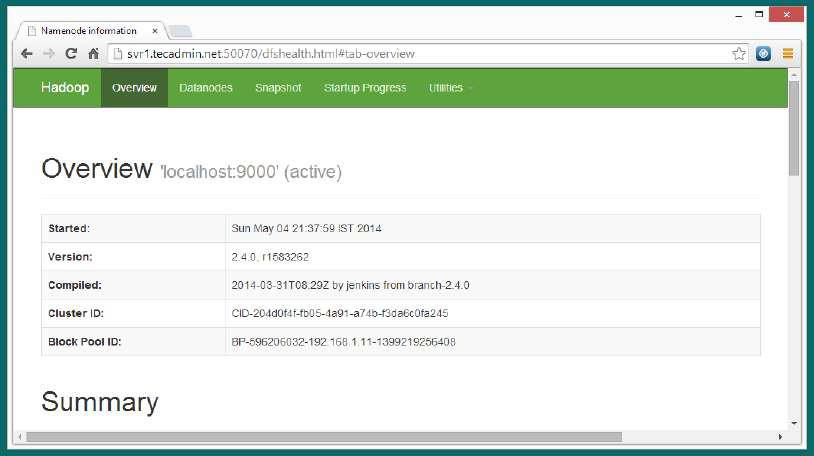 Namenode information
svr1.tecadmin.net:50070/dfshealth.html#tab-overview
Hadoop Overview Datanodes Snapshot Startup Progress Utilities
Overview 'localhost:9000' (active)
Started: Sun May 04 21:37:59 IST 2014
Version: 2.4.0, r1583262
Compiled: 2014-03-31T08:29Z by jenkins from branch-2.4.0
Cluster ID: CID-204d0f4f-fb05-4a91-a74b-f3da6c0fa245
Block Pool ID: BP-596206032-192.168.1.11-1399219256408
Summary